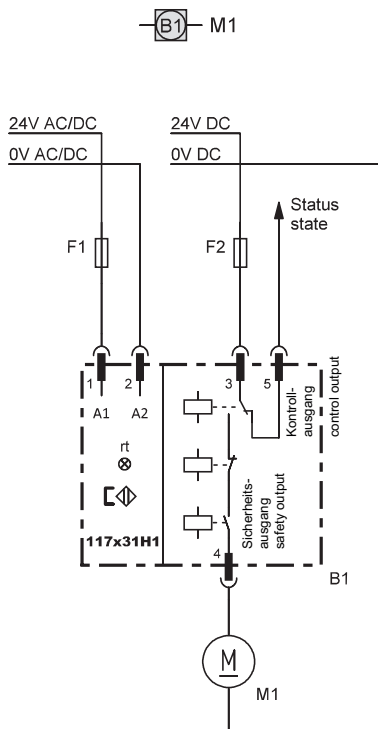 B1 M1
24V AC/DC 24V DC
0V AC/DC 0V DC
Status
state
F1 F2
1 2 3 5
A1 A2
Kontroll-
ausgang
control output
rt
Sicherheits-
ausgang
safety output
117x31H1
4
B1
M
M1